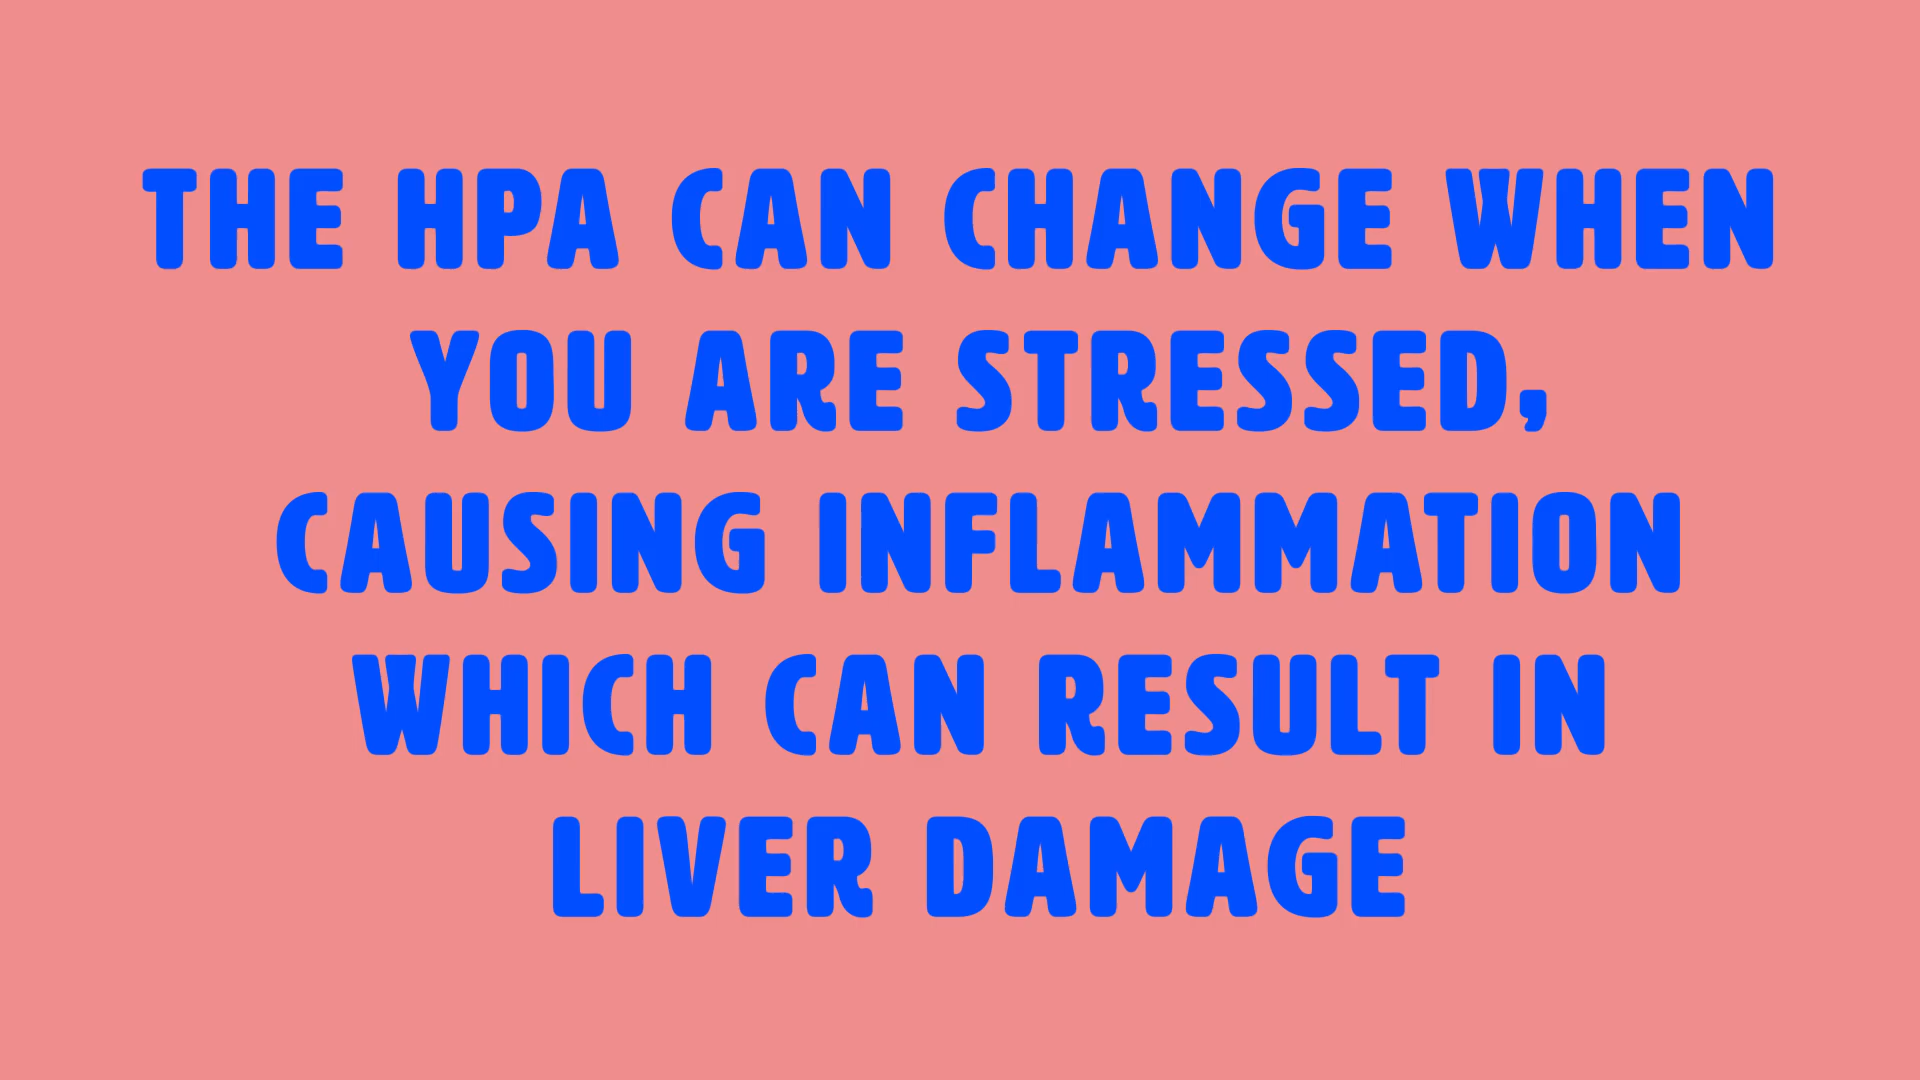 THE HPA CAN CHANGE WHEN
YOU ARE STRESSED,
CAUSING INFLAMMATION
WHICH CAN RESULT IN
LIVER DAMAGE